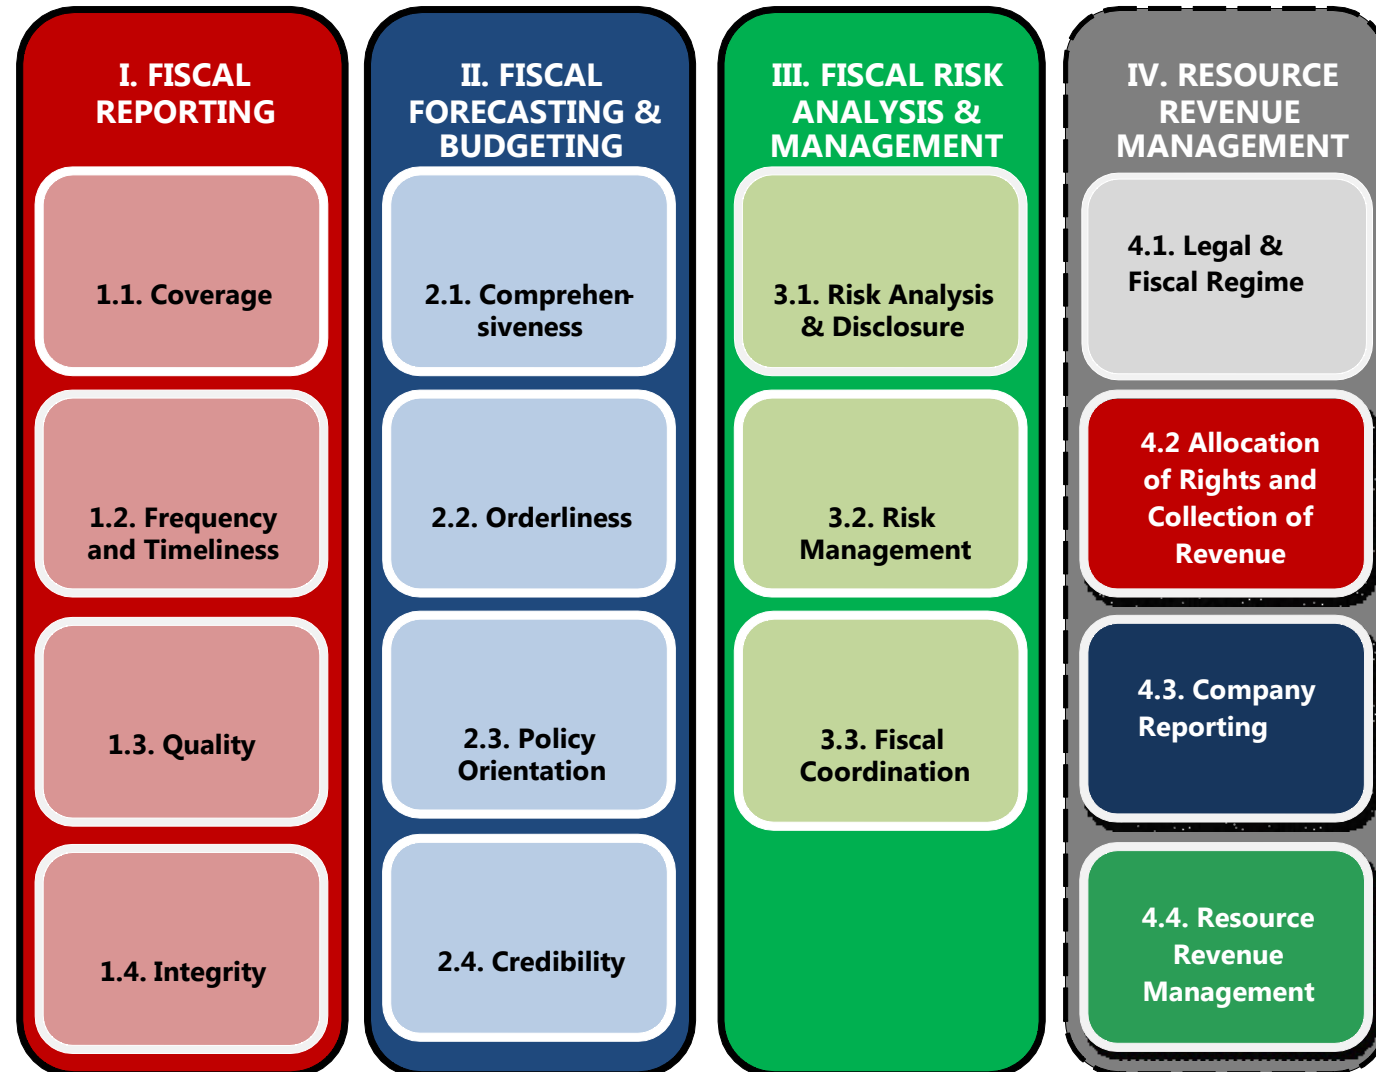 I. FISCAL
REPORTING
1.1. Coverage
1.2. Frequency
and Timeliness
1.3. Quality
1.4. Integrity
II. FISCAL
FORECASTING &
BUDGETING
2.1. Comprehen-
siveness
2.2. Orderliness
2.3. Policy
Orientation
2.4. Credibility
III. FISCAL RISK
ANALYSIS &
MANAGEMENT
3.1. Risk Analysis
& Disclosure
3.2. Risk
Management
3.3. Fiscal
Coordination
IV. RESOURCE
REVENUE
MANAGEMENT
4.1. Legal &
Fiscal Regime
4.2 Allocation
of Rights and
Collection of
Revenue
4.3. Company
Reporting
4.4. Resource
Revenue
Management